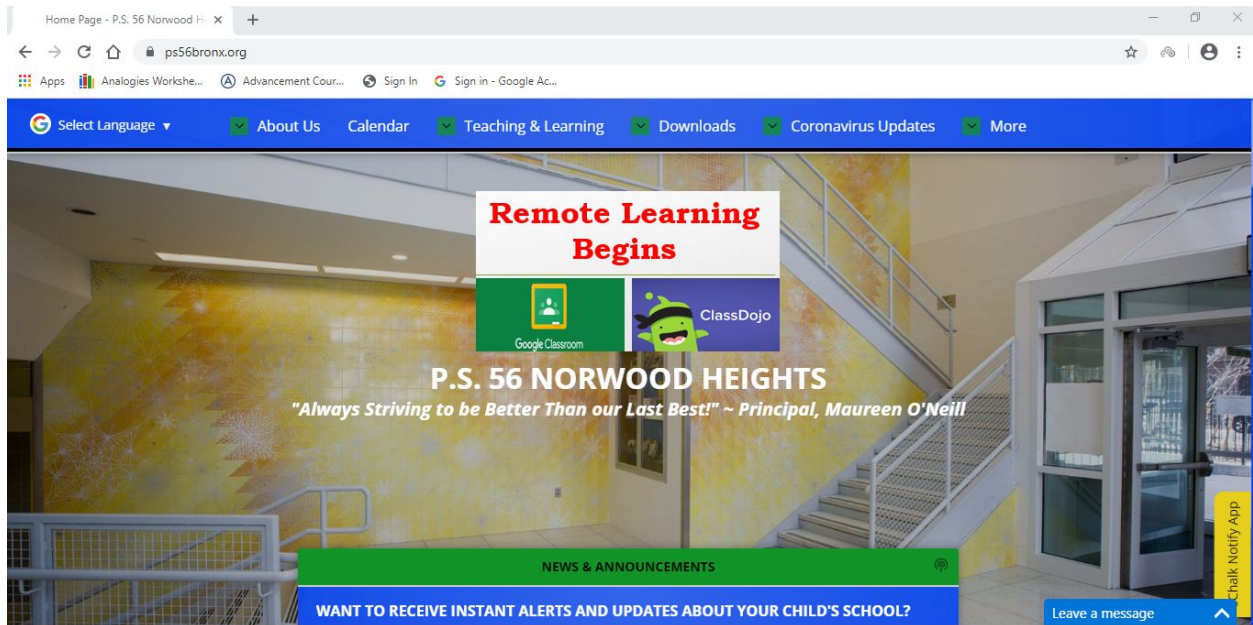 Home Page - P.S. 56 Norwood H
ps56bronx.org
Apps Analogies Workshe... Advancement Cour... Sign In Sign in - Google Ac...
Select Language ▼ About Us Calendar Teaching & Learning Downloads Coronavirus Updates More
Remote Learning
Begins
Google Classroom
ClassDojo
P.S. 56 NORWOOD HEIGHTS
"Always Striving to be Better Than our Last Best!" ~ Principal, Maureen O'Neill
NEWS & ANNOUNCEMENTS
WANT TO RECEIVE INSTANT ALERTS AND UPDATES ABOUT YOUR CHILD'S SCHOOL?
Chalk Notify App
Leave a message